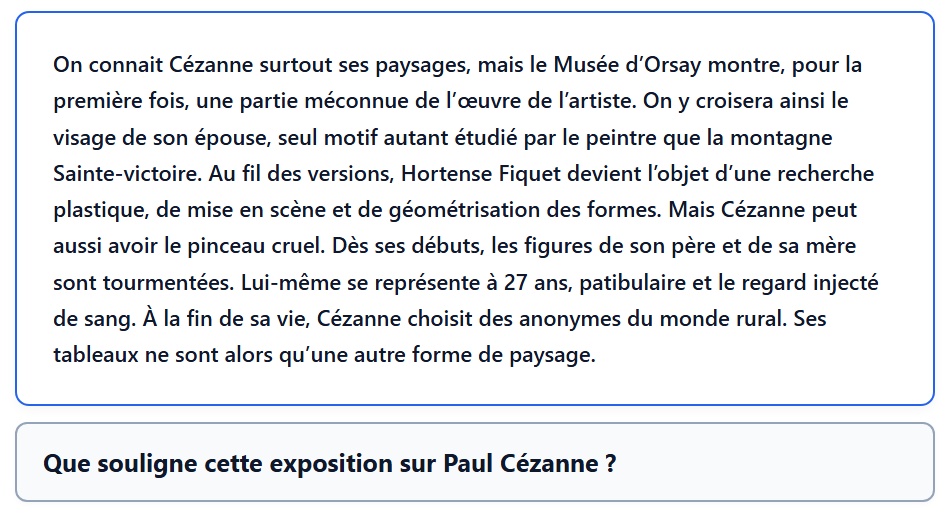 On connait Cézanne surtout ses paysages, mais le Musée d’Orsay montre, pour la
première fois, une partie méconnue de l’œuvre de l’artiste. On y croisera ainsi le
visage de son épouse, seul motif autant étudié par le peintre que la montagne
Sainte-victoire. Au fil des versions, Hortense Fiquet devient l’objet d’une recherche
plastique, de mise en scène et de géométrisation des formes. Mais Cézanne peut
aussi avoir le pinceau cruel. Dès ses débuts, les figures de son père et de sa mère
sont tourmentées. Lui-même se représente à 27 ans, patibulaire et le regard injecté
de sang. À la fin de sa vie, Cézanne choisit des anonymes du monde rural. Ses
tableaux ne sont alors qu’une autre forme de paysage.
Que souligne cette exposition sur Paul Cézanne ?